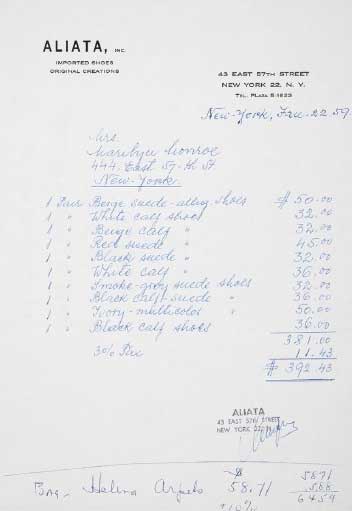 ALIATA, INC.
IMPORTED SHOES
ORIGINAL CREATIONS
43 EAST 57TH STREET
NEW YORK 22, N. Y.
TEL. PLAZA 5-1623
New-York, Jan. 22 59
Mrs.
Marilyn Monroe
444 East 57-th St
New-York
1 Pair Beige suede-alley shoes $ 50.00
1 " White calf shoes 32.00
1 " Beige calf " 32.00
1 " Red suede " 45.00
1 " Black suede " 32.00
1 " White calf " 36.00
1 " Smoke-grey suede shoes 32.00
1 " Black calf-suede " 36.00
1 " Ivory-multicolor " 50.00
1 " Black calf shoes 36.00
381.00
3% Tax 11.43
$ 392.43
ALIATA
43 EAST 57th STREET
NEW YORK 22, N. Y.
Helena 58.71 5871
588
6459
10%